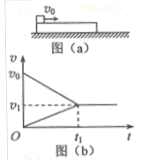 v₀
图（a）
v
v₀
v₁
O
t₁
t
图（b）